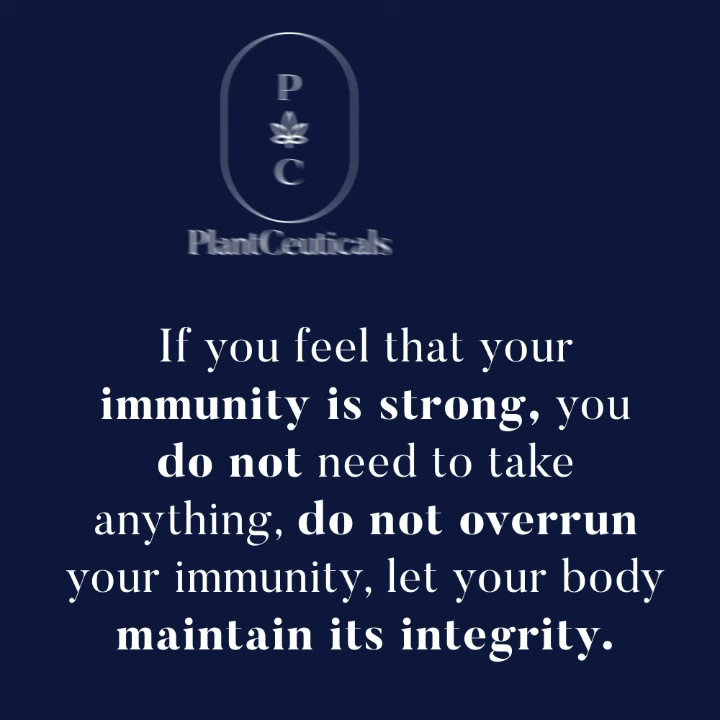 P
C
PlantCeuticals
If you feel that your
immunity is strong, you
do not need to take
anything, do not overrun
your immunity, let your body
maintain its integrity.